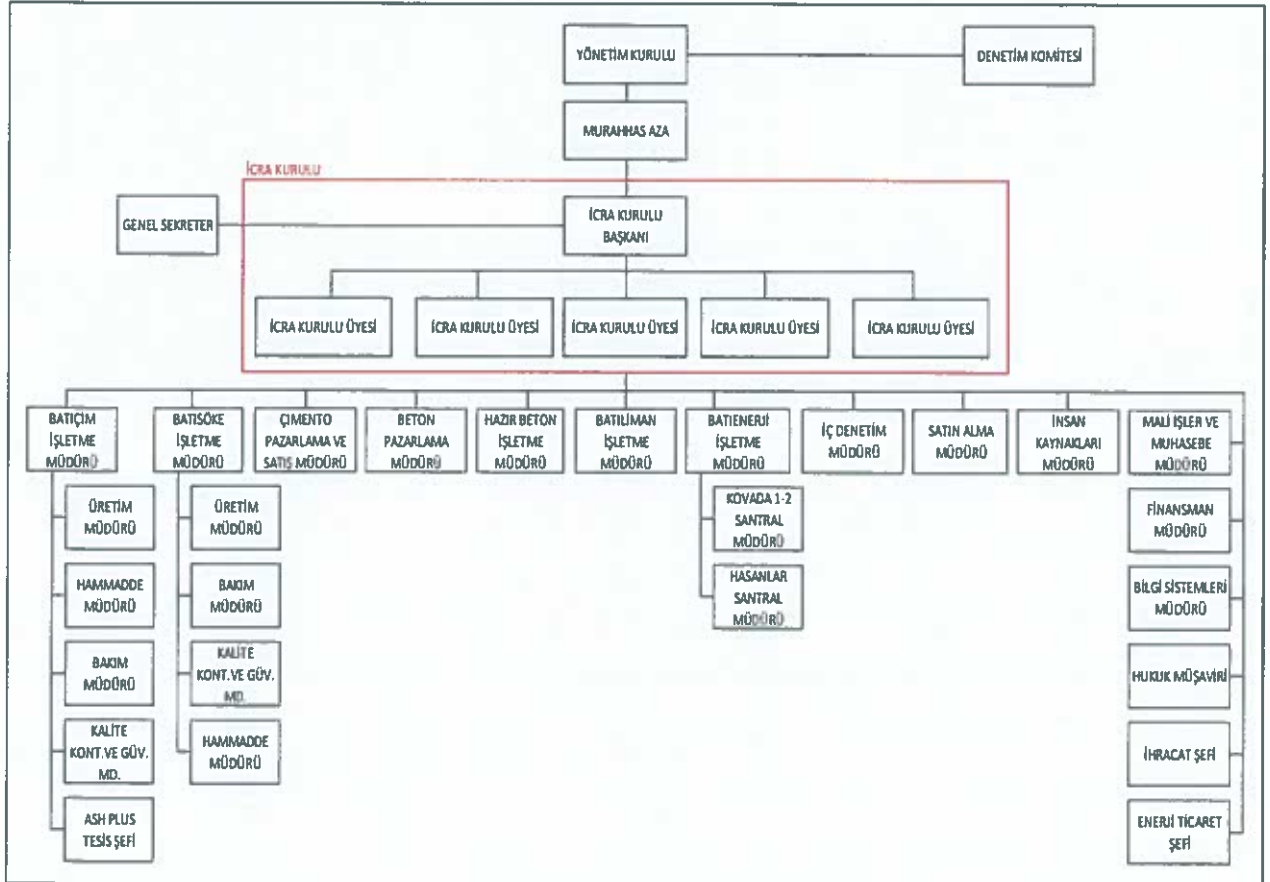 YÖNETİM KURULU
DENETİM KOMİTESİ
MURAHHAS AZA
İCRA KURULU
GENEL SEKRETER
İCRA KURULU
BAŞKANI
İCRA KURULU ÜYESİ
İCRA KURULU ÜYESİ
İCRA KURULU ÜYESİ
İCRA KURULU ÜYESİ
İCRA KURULU ÜYESİ
BATIÇİM
İŞLETME
MÜDÜRÜ
BATISÖKE
İŞLETME
MÜDÜRÜ
ÇIMENTO
PAZARLAMA VE
SATIŞ MÜDÜRÜ
BETON
PAZARLAMA
MÜDÜRÜ
HAZIR BETON
İŞLETME
MÜDÜRÜ
BATILİMAN
İŞLETME
MÜDÜRÜ
BATIENERJİ
İŞLETME
MÜDÜRÜ
İÇ DENETİM
MÜDÜRÜ
SATIN ALMA
MÜDÜRÜ
İNSAN
KAYNAKLARI
MÜDÜRÜ
MALİ İŞLER VE
MUHASEBE
MÜDÜRÜ
ÜRETİM
MÜDÜRÜ
HAMMADDE
MÜDÜRÜ
BAKIM
MÜDÜRÜ
KALİTE
KONT.VE GÜV.
MD.
ASH PLUS
TESİS ŞEFİ
ÜRETİM
MÜDÜRÜ
BAKIM
MÜDÜRÜ
KALİTE
KONT.VE GÜV.
MD.
HAMMADDE
MÜDÜRÜ
KOVADA 1-2
SANTRAL
MÜDÜRÜ
HASANLAR
SANTRAL
MÜDÜRÜ
FİNANSMAN
MÜDÜRÜ
BİLGİ SİSTEMLERİ
MÜDÜRÜ
HUKUK MÜŞAVİRİ
İHRACAT ŞEFİ
ENERJİ TİCARET
ŞEFİ